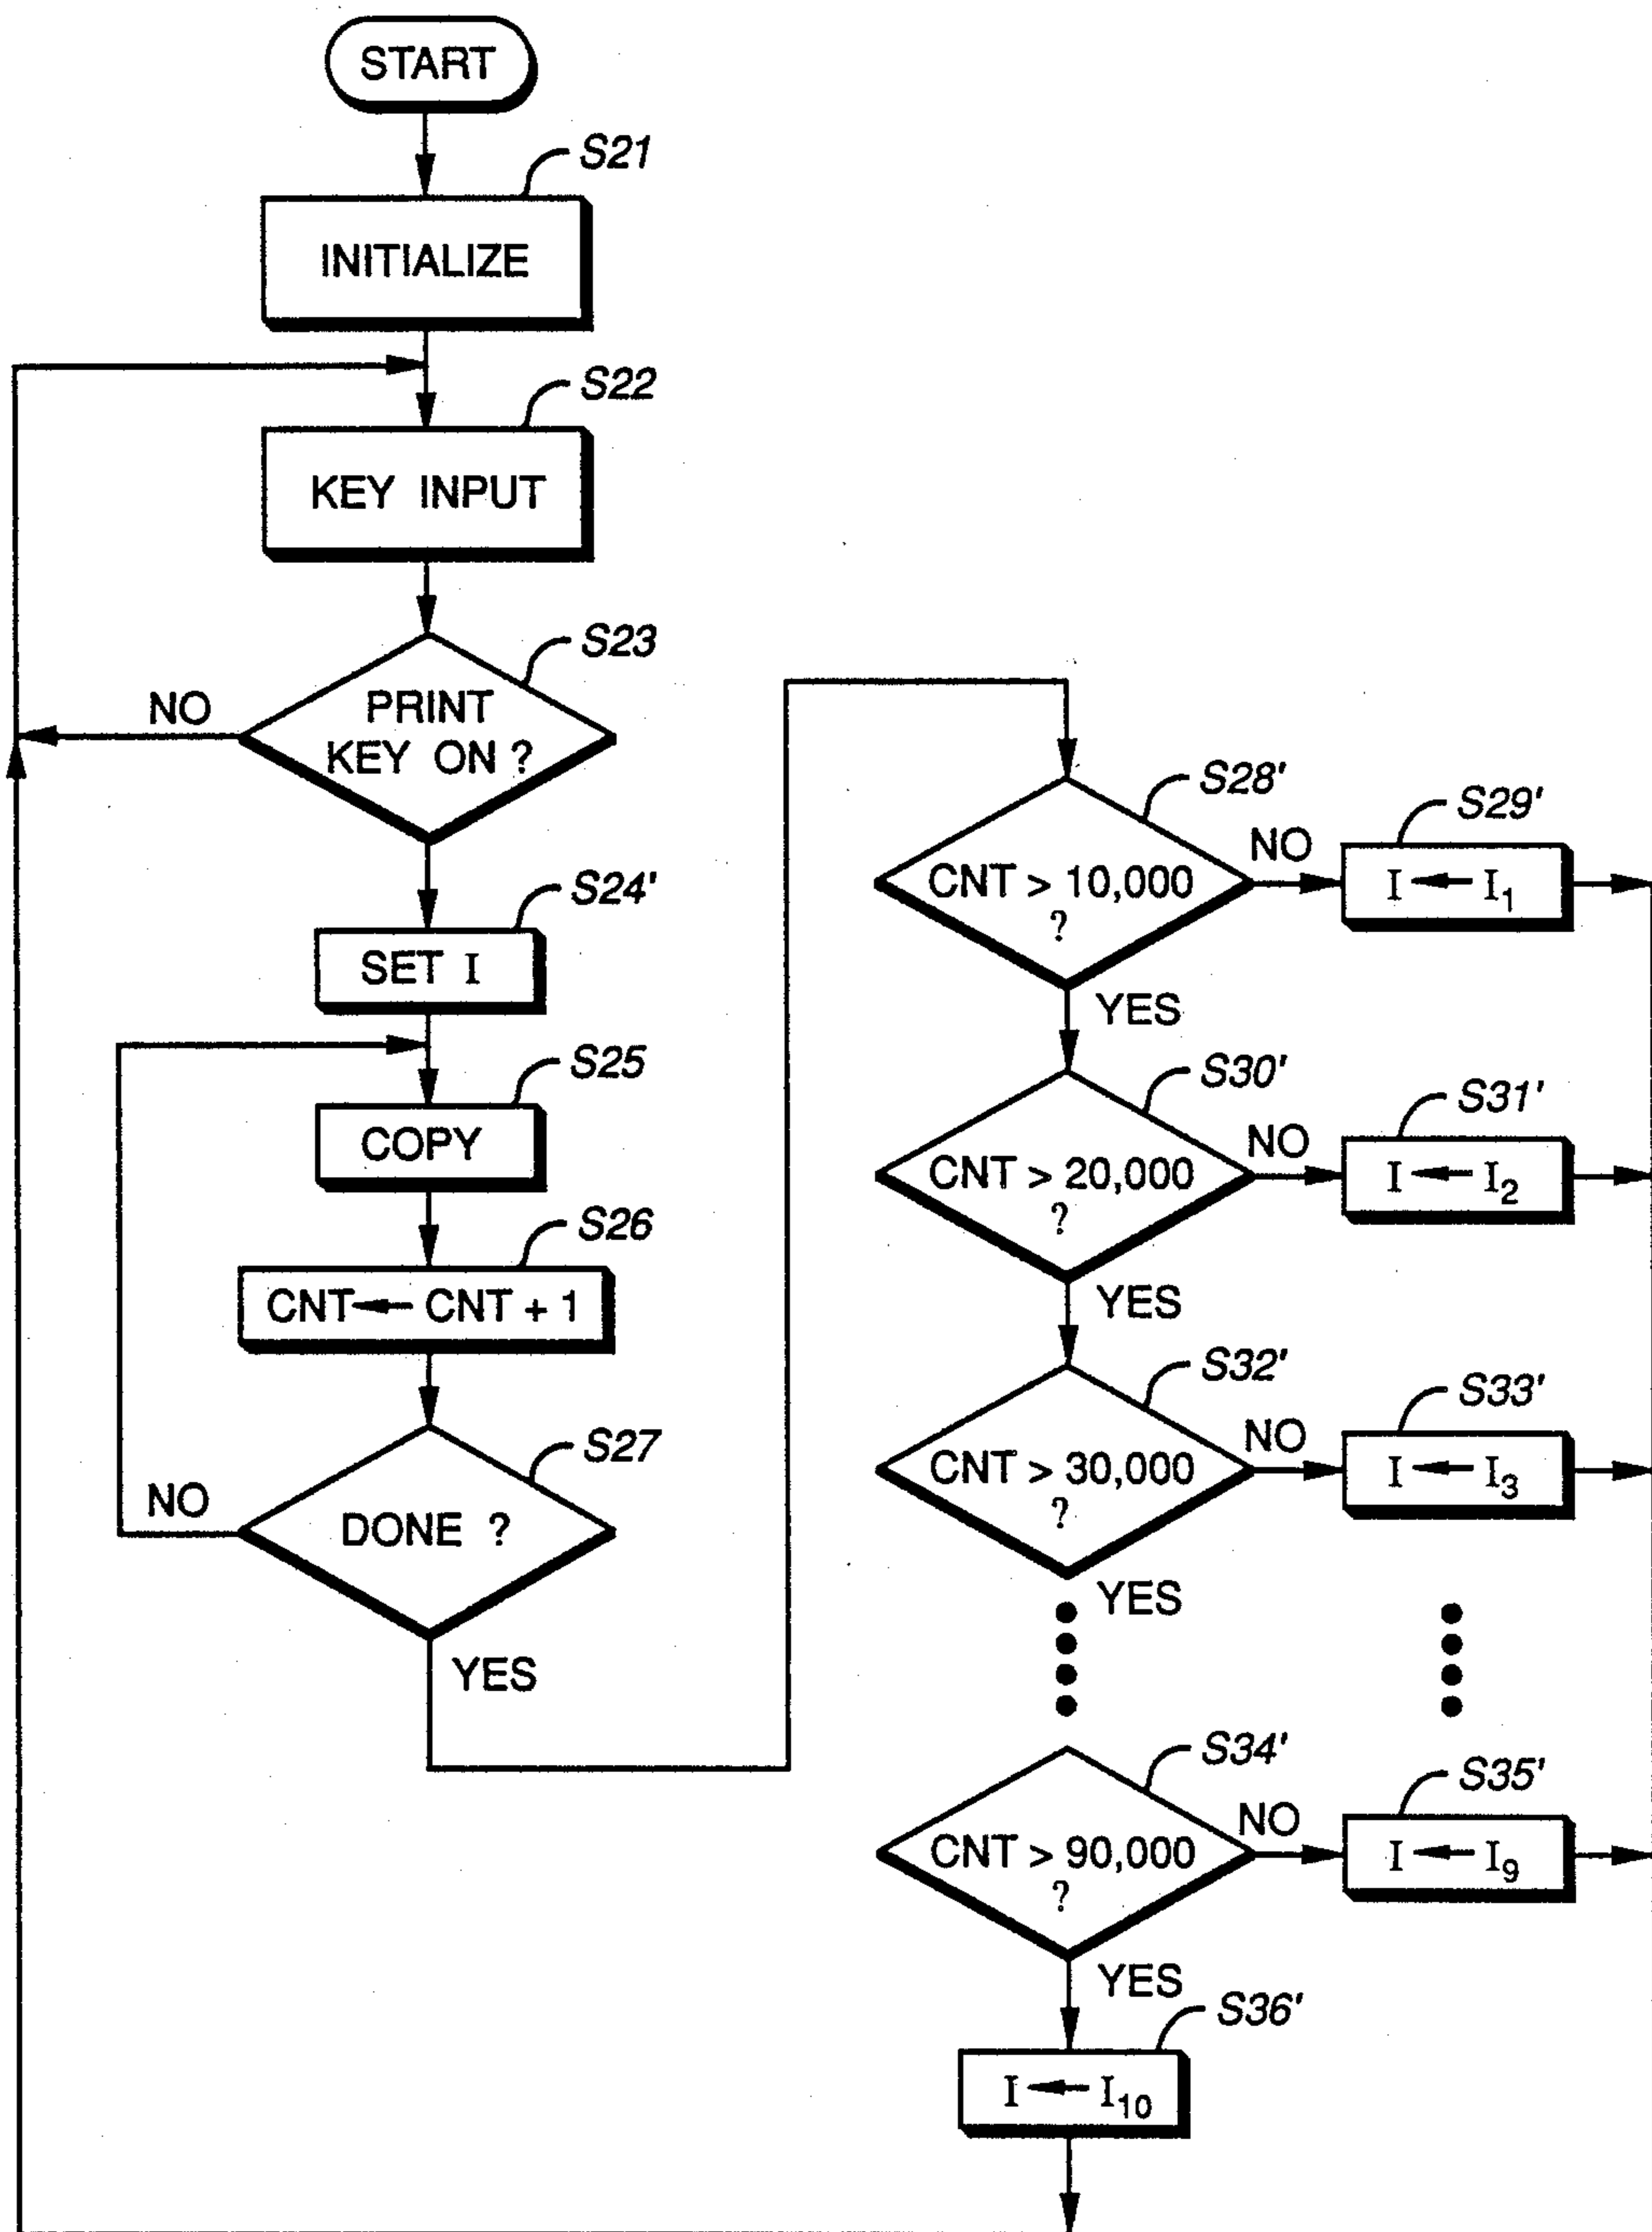 START
S21
INITIALIZE
S22
KEY INPUT
S23
PRINT
KEY ON ?
NO
S24'
SET I
S25
COPY
S26
CNT ← CNT + 1
S27
DONE ?
NO
YES
S28'
CNT > 10,000
?
NO
S29'
I ← I₁
YES
S30'
CNT > 20,000
?
NO
S31'
I ← I₂
YES
S32'
CNT > 30,000
?
NO
S33'
I ← I₃
YES
S34'
CNT > 90,000
?
NO
S35'
I ← I₉
YES
S36'
I ← I₁₀